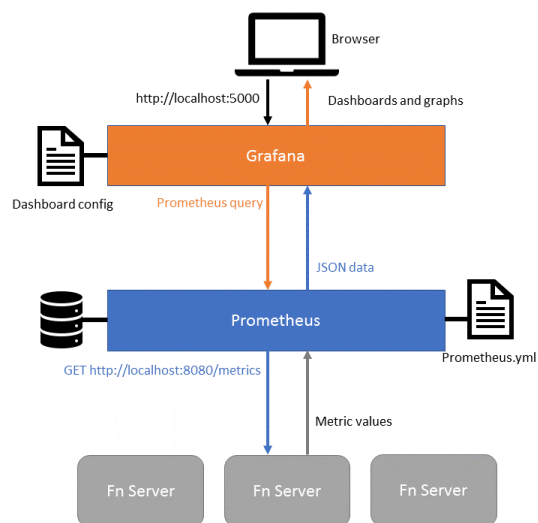 Browser
http://localhost:5000
Dashboards and graphs
Grafana
Dashboard config
Prometheus query
JSON data
Prometheus
Prometheus.yml
GET http://localhost:8080/metrics
Metric values
Fn Server
Fn Server
Fn Server